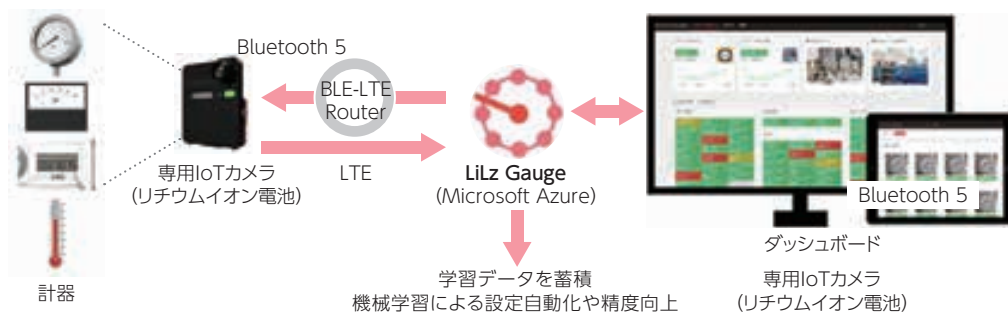 Bluetooth 5
BLE-LTE
Router
専用IoTカメラ
(リチウムイオン電池)
LTE
LiLz Gauge
(Microsoft Azure)
計器
学習データを蓄積
機械学習による設定自動化や精度向上
Bluetooth 5
ダッシュボード
専用IoTカメラ
(リチウムイオン電池)